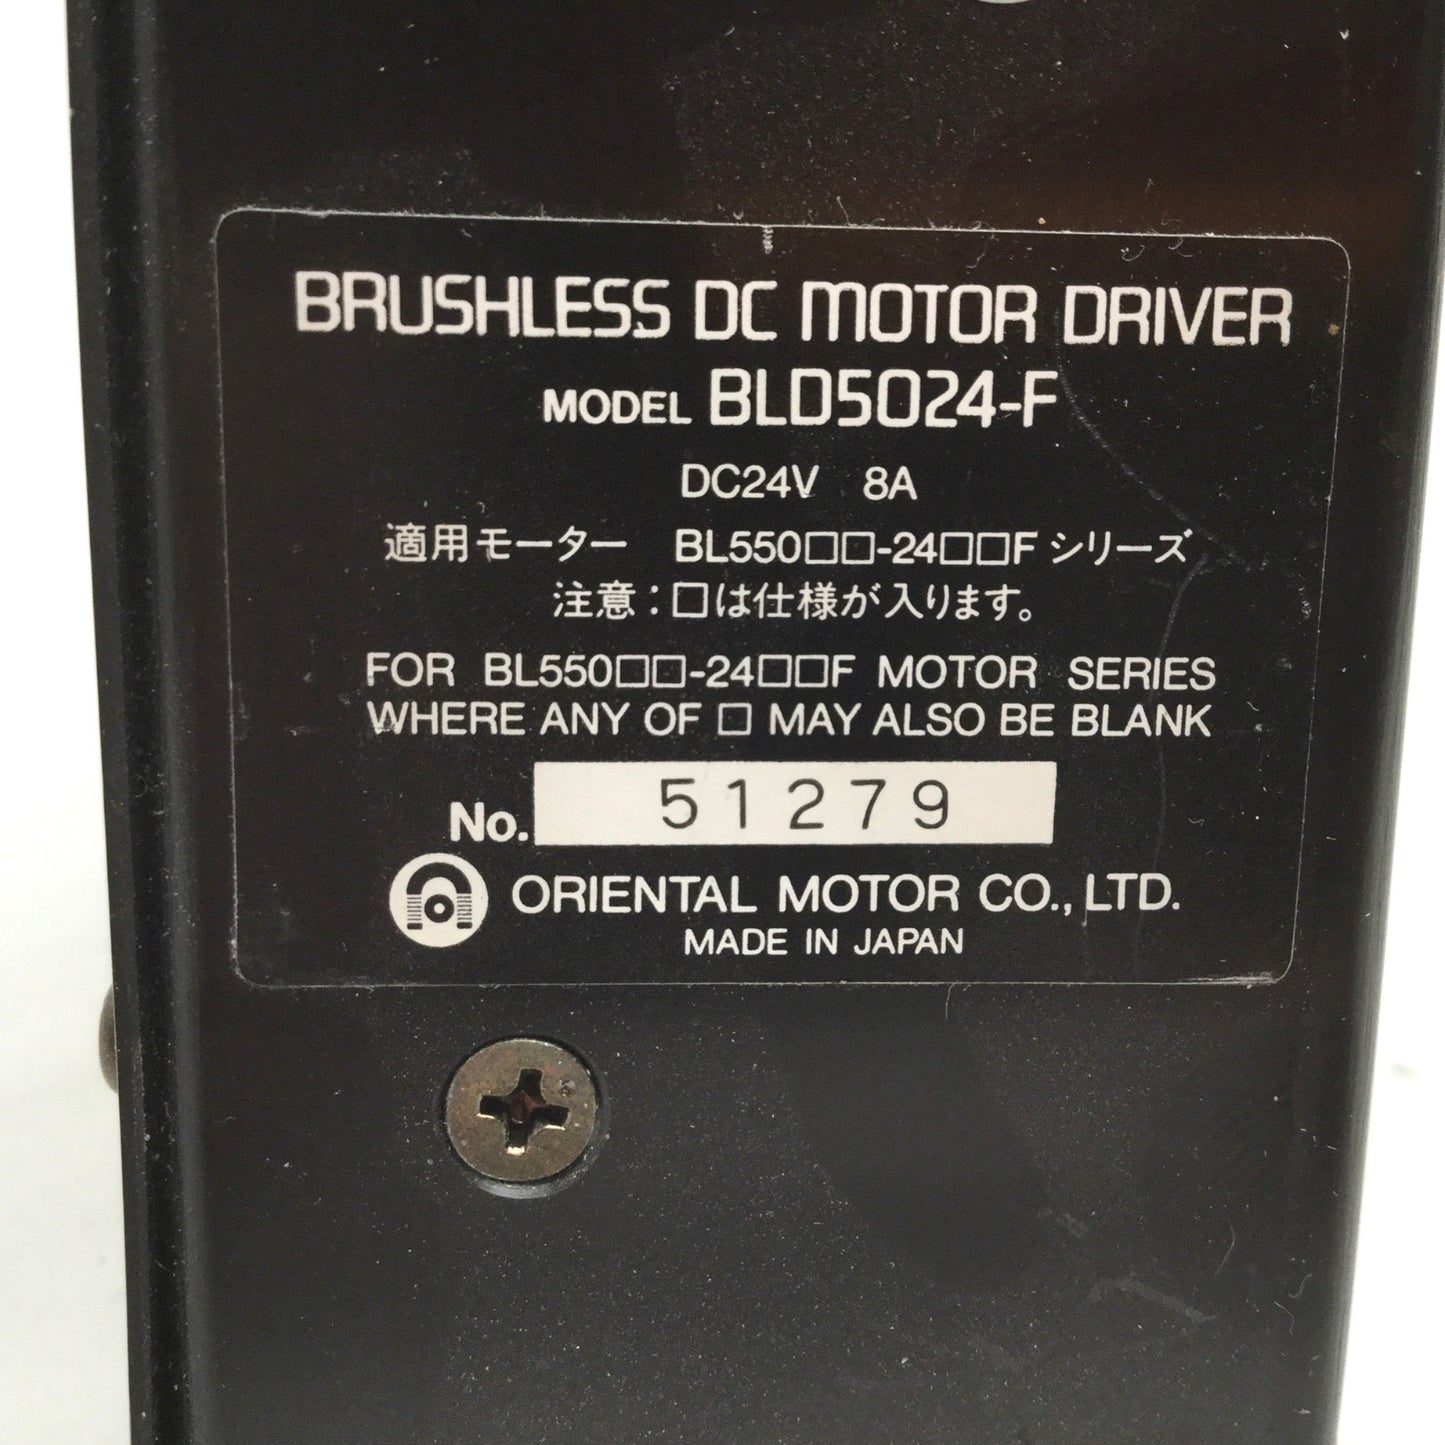 BRUSHLESS DC MOTOR DRIVER
MODEL BLD5024-F
DC24V 8A
適用モーター BL550□□-24□□Fシリーズ
注意：□は仕様が入ります。
FOR BL550□□-24□□F MOTOR SERIES
WHERE ANY OF □ MAY ALSO BE BLANK
No. 51279
ORIENTAL MOTOR CO., LTD.
MADE IN JAPAN